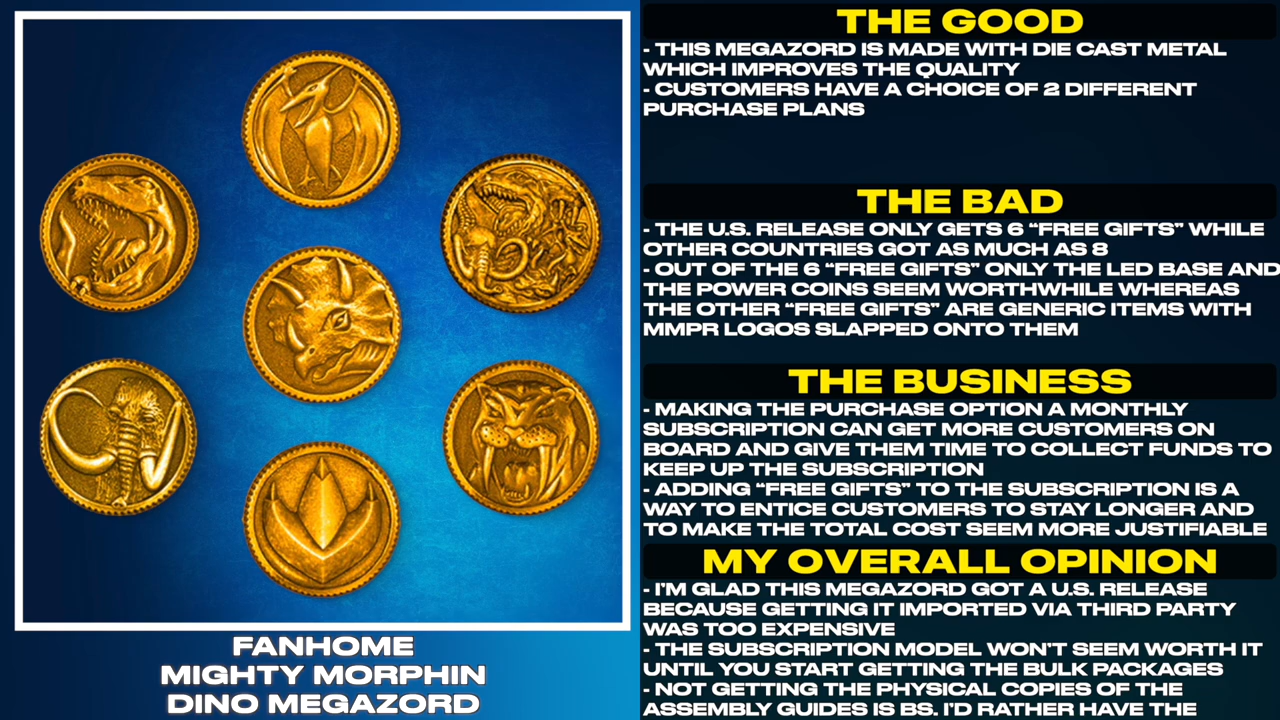 THE GOOD
- THIS MEGAZORD IS MADE WITH DIE CAST METAL
WHICH IMPROVES THE QUALITY
- CUSTOMERS HAVE A CHOICE OF 2 DIFFERENT
PURCHASE PLANS
THE BAD
- THE U.S. RELEASE ONLY GETS 6 “FREE GIFTS” WHILE
OTHER COUNTRIES GOT AS MUCH AS 8
- OUT OF THE 6 “FREE GIFTS” ONLY THE LED BASE AND
THE POWER COINS SEEM WORTHWHILE WHEREAS
THE OTHER “FREE GIFTS” ARE GENERIC ITEMS WITH
MMPR LOGOS SLAPPED ONTO THEM
THE BUSINESS
- MAKING THE PURCHASE OPTION A MONTHLY
SUBSCRIPTION CAN GET MORE CUSTOMERS ON
BOARD AND GIVE THEM TIME TO COLLECT FUNDS TO
KEEP UP THE SUBSCRIPTION
- ADDING “FREE GIFTS” TO THE SUBSCRIPTION IS A
WAY TO ENTICE CUSTOMERS TO STAY LONGER AND
TO MAKE THE TOTAL COST SEEM MORE JUSTIFIABLE
MY OVERALL OPINION
- I'M GLAD THIS MEGAZORD GOT A U.S. RELEASE
BECAUSE GETTING IT IMPORTED VIA THIRD PARTY
WAS TOO EXPENSIVE
- THE SUBSCRIPTION MODEL WON'T SEEM WORTH IT
UNTIL YOU START GETTING THE BULK PACKAGES
- NOT GETTING THE PHYSICAL COPIES OF THE
ASSEMBLY GUIDES IS BS. I'D RATHER HAVE THE
FANHOME
MIGHTY MORPHIN
DINO MEGAZORD